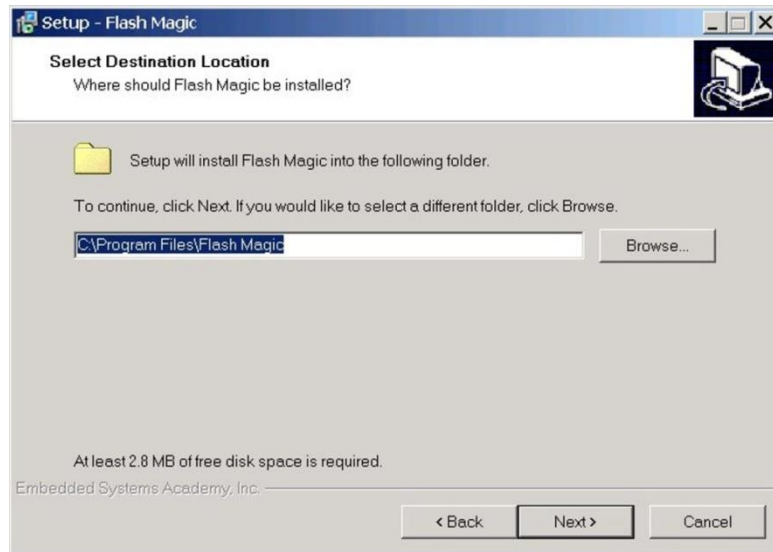 Setup - Flash Magic
Select Destination Location
Where should Flash Magic be installed?
Setup will install Flash Magic into the following folder.
To continue, click Next. If you would like to select a different folder, click Browse.
C:\Program Files\Flash Magic
Browse...
At least 2.8 MB of free disk space is required.
Embedded Systems Academy, Inc.
< Back
Next >
Cancel